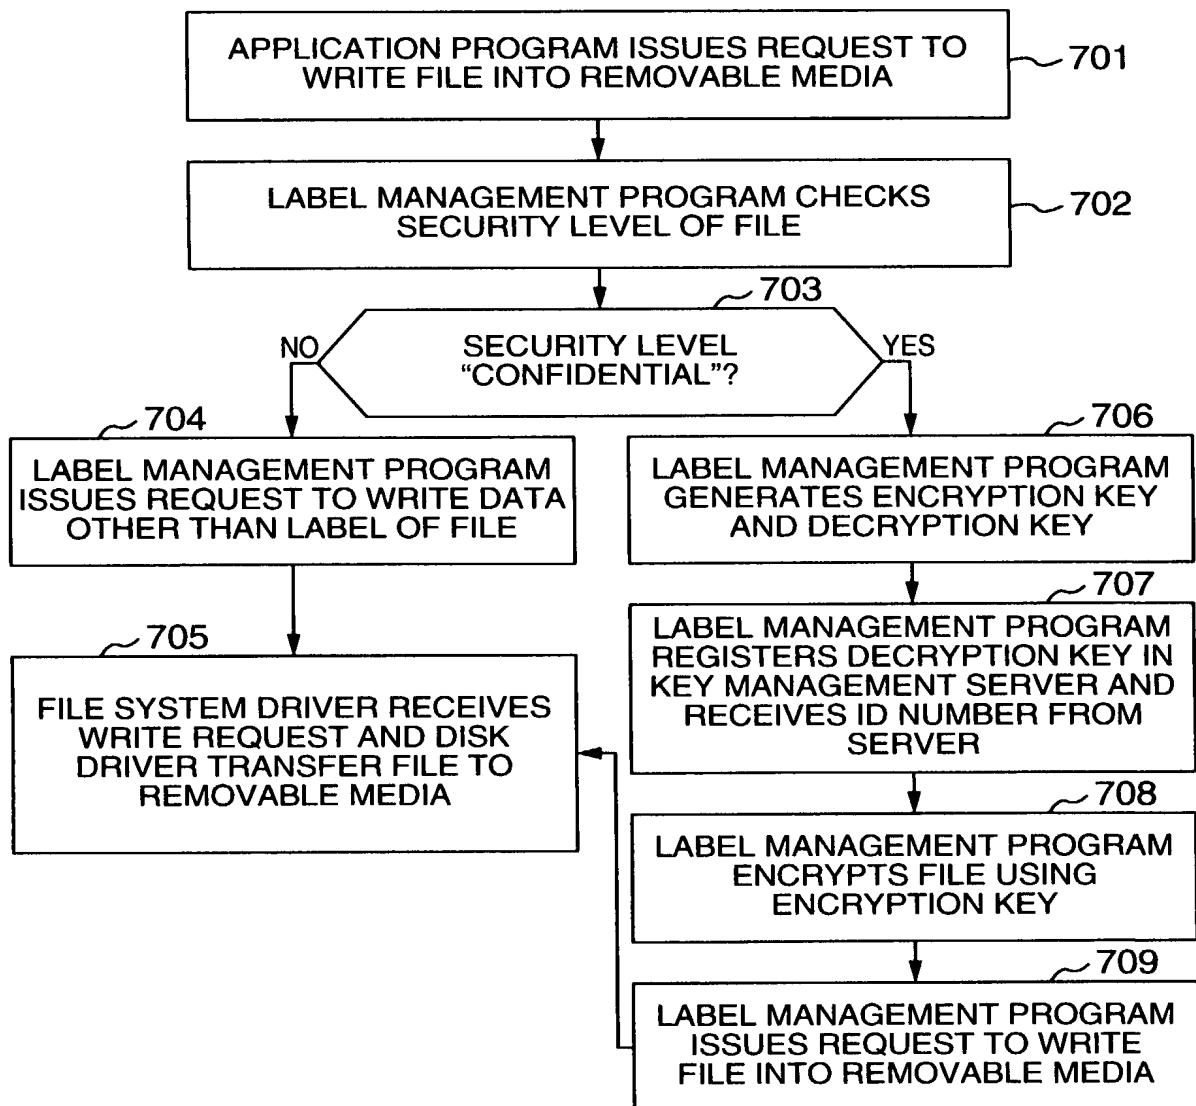 APPLICATION PROGRAM ISSUES REQUEST TO
WRITE FILE INTO REMOVABLE MEDIA
701
LABEL MANAGEMENT PROGRAM CHECKS
SECURITY LEVEL OF FILE
702
703
SECURITY LEVEL
“CONFIDENTIAL”?
NO
YES
704
LABEL MANAGEMENT PROGRAM
ISSUES REQUEST TO WRITE DATA
OTHER THAN LABEL OF FILE
705
FILE SYSTEM DRIVER RECEIVES
WRITE REQUEST AND DISK
DRIVER TRANSFER FILE TO
REMOVABLE MEDIA
706
LABEL MANAGEMENT PROGRAM
GENERATES ENCRYPTION KEY
AND DECRYPTION KEY
707
LABEL MANAGEMENT PROGRAM
REGISTERS DECRYPTION KEY IN
KEY MANAGEMENT SERVER AND
RECEIVES ID NUMBER FROM
SERVER
708
LABEL MANAGEMENT PROGRAM
ENCRYPTS FILE USING
ENCRYPTION KEY
709
LABEL MANAGEMENT PROGRAM
ISSUES REQUEST TO WRITE
FILE INTO REMOVABLE MEDIA